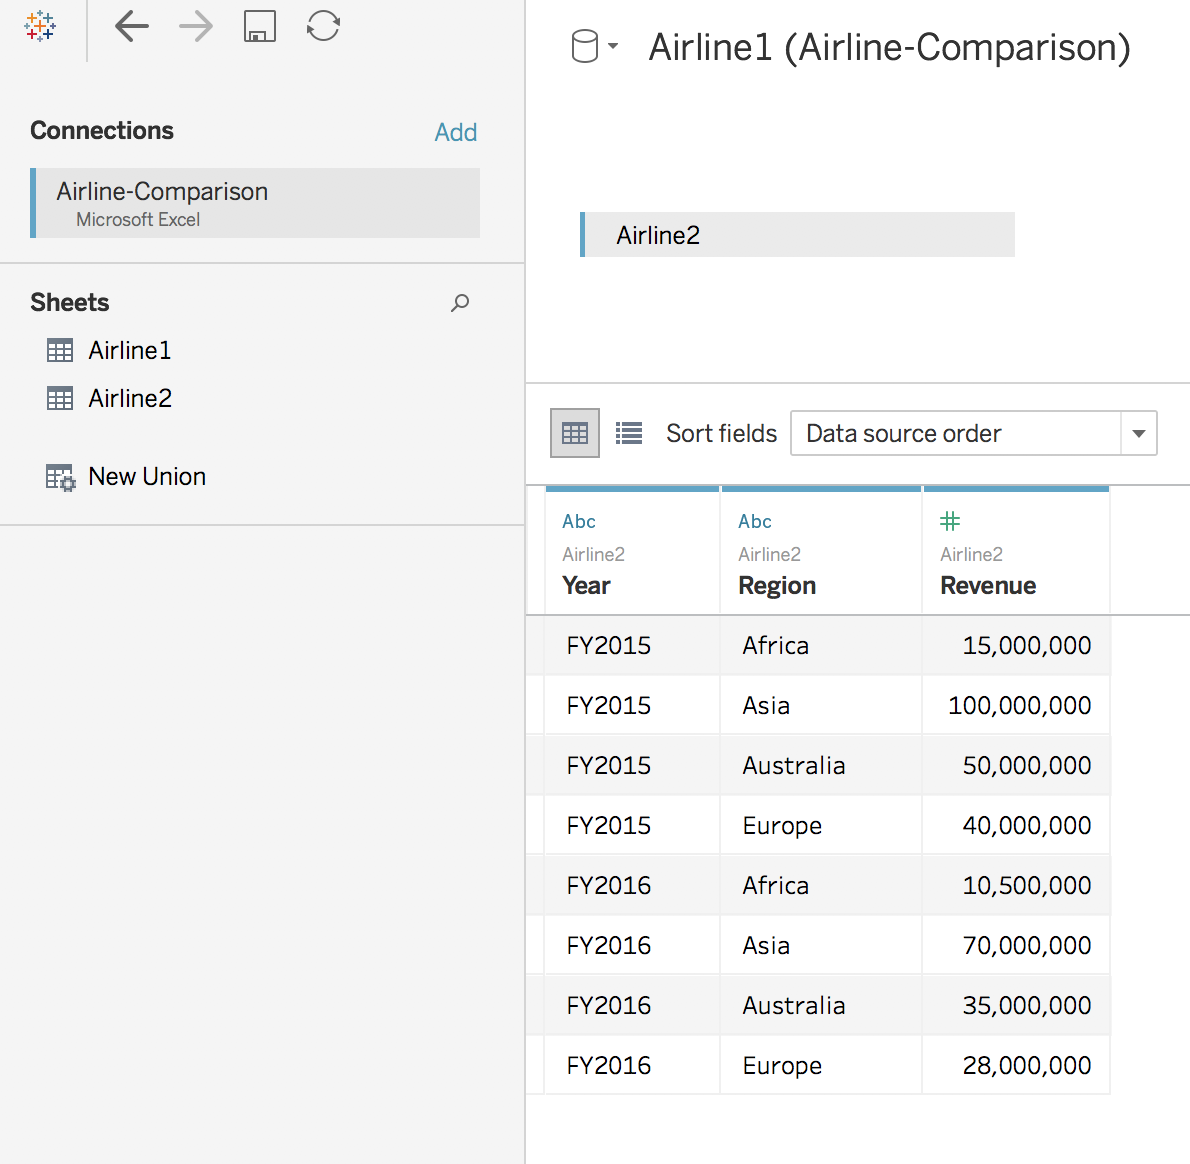 Connections
Add
Airline-Comparison
Microsoft Excel
Sheets
Airline1
Airline2
New Union
Airline1 (Airline-Comparison)
Airline2
Sort fields Data source order
Abc Abc #
Airline2 Airline2 Airline2
Year Region Revenue
FY2015 Africa 15,000,000
FY2015 Asia 100,000,000
FY2015 Australia 50,000,000
FY2015 Europe 40,000,000
FY2016 Africa 10,500,000
FY2016 Asia 70,000,000
FY2016 Australia 35,000,000
FY2016 Europe 28,000,000